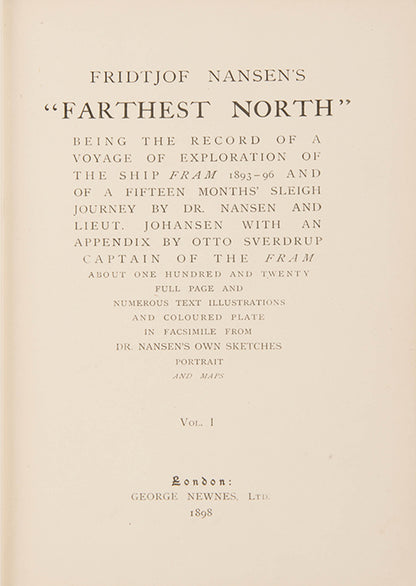 FRIDTJOF NANSEN'S
"FARTHEST NORTH"
BEING THE RECORD OF A
VOYAGE OF EXPLORATION OF
THE SHIP FRAM 1893-96 AND
OF A FIFTEEN MONTHS' SLEIGH
JOURNEY BY DR. NANSEN AND
LIEUT. JOHANSEN WITH AN
APPENDIX BY OTTO SVERDRUP
CAPTAIN OF THE FRAM
ABOUT ONE HUNDRED AND TWENTY
FULL PAGE AND
NUMEROUS TEXT ILLUSTRATIONS
AND COLOURED PLATE
IN FACSIMILE FROM
DR. NANSEN'S OWN SKETCHES
PORTRAIT
AND MAPS
VOL. I
London:
GEORGE NEWNES, LTD.
1898